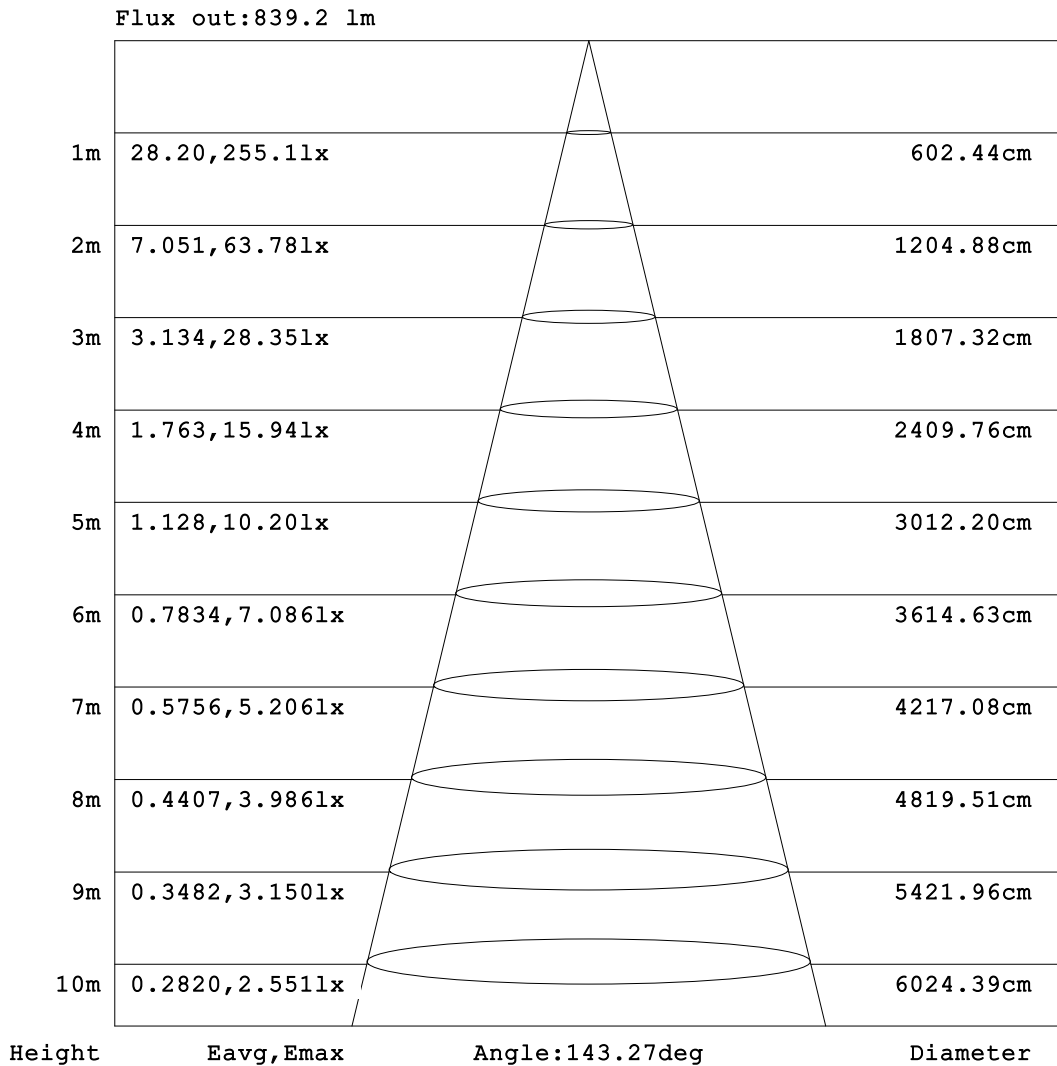 Flux out:839.2 lm
1m 28.20,255.1lx 602.44cm
2m 7.051,63.78lx 1204.88cm
3m 3.134,28.35lx 1807.32cm
4m 1.763,15.94lx 2409.76cm
5m 1.128,10.20lx 3012.20cm
6m 0.7834,7.086lx 3614.63cm
7m 0.5756,5.206lx 4217.08cm
8m 0.4407,3.986lx 4819.51cm
9m 0.3482,3.150lx 5421.96cm
10m 0.2820,2.551lx 6024.39cm
Height Eavg,Emax Angle:143.27deg Diameter